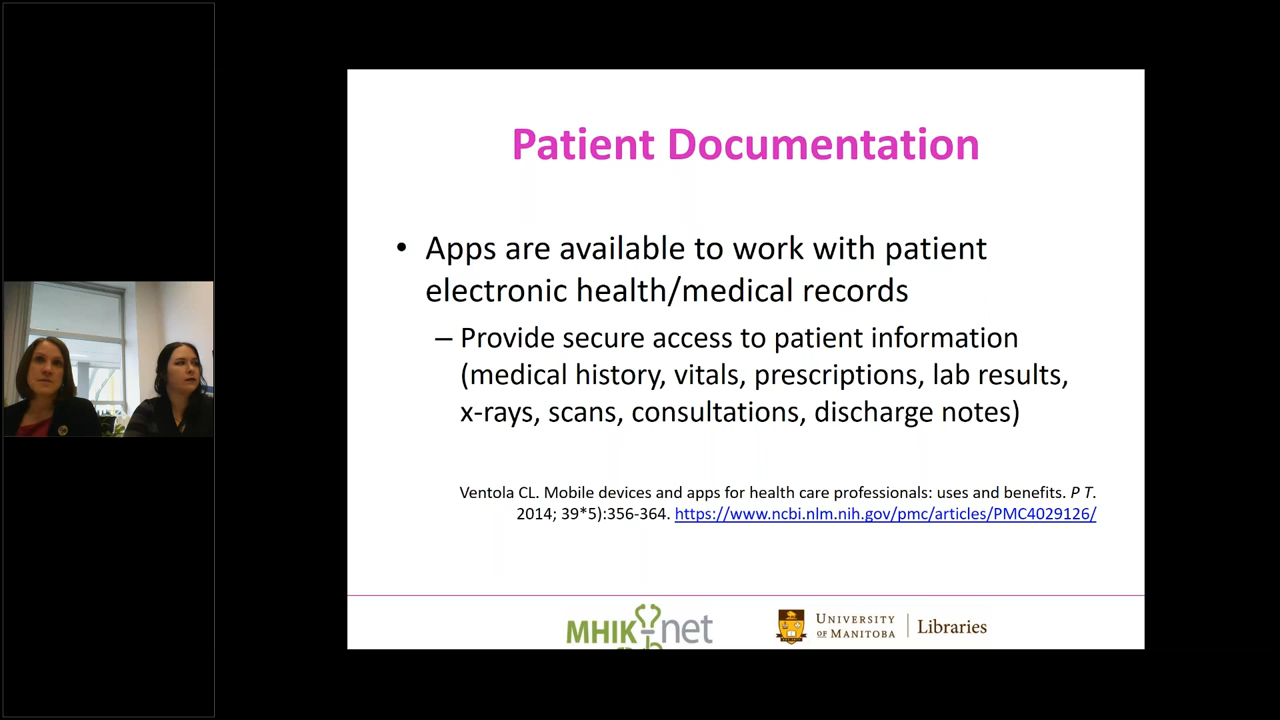 Patient Documentation
• Apps are available to work with patient
electronic health/medical records
– Provide secure access to patient information
(medical history, vitals, prescriptions, lab results,
x-rays, scans, consultations, discharge notes)
Ventola CL. Mobile devices and apps for health care professionals: uses and benefits. P T.
2014; 39*5):356-364. https://www.ncbi.nlm.nih.gov/pmc/articles/PMC4029126/
MHIKnet
UNIVERSITY
OF MANITOBA
Libraries